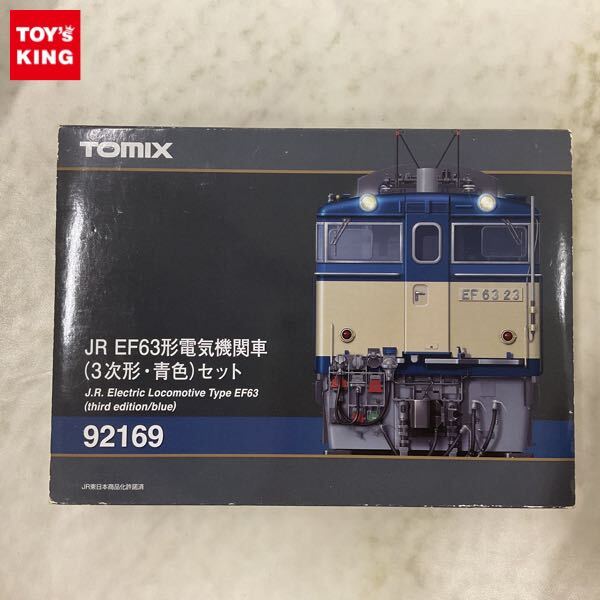 TOY's
KING
TOMIX
EF 63 23
JR EF63形電気機関車
(3次形・青色)セット
J.R. Electric Locomotive Type EF63
(third edition/blue)
92169
JR東日本商品化許諾済